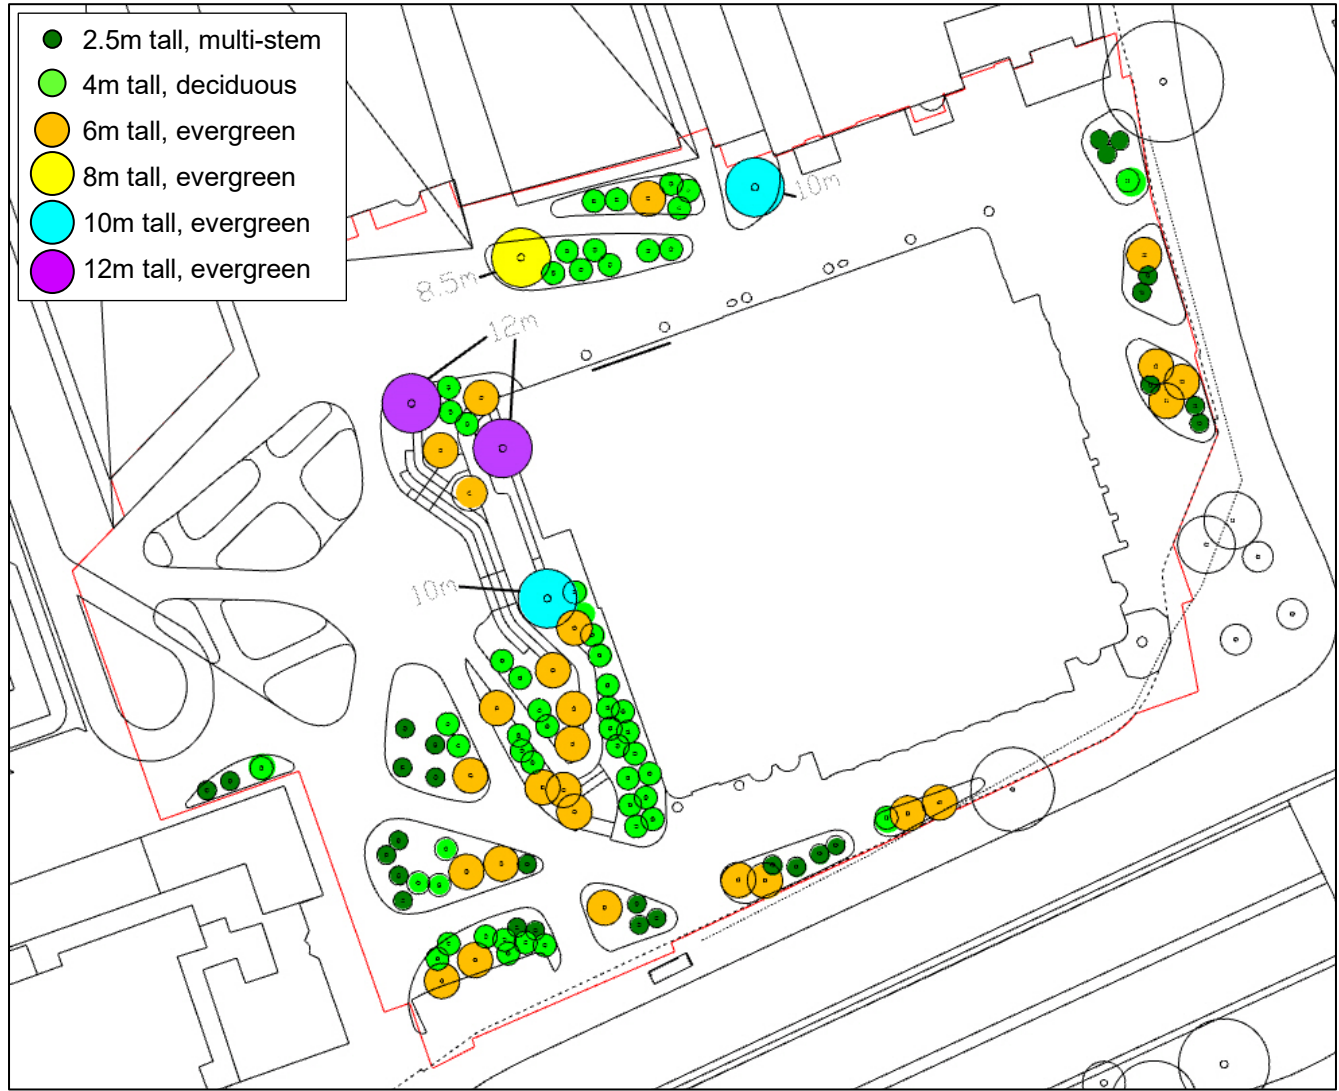 2.5m tall, multi-stem
4m tall, deciduous
6m tall, evergreen
8m tall, evergreen
10m tall, evergreen
12m tall, evergreen
10m
8.5m
12m
10m